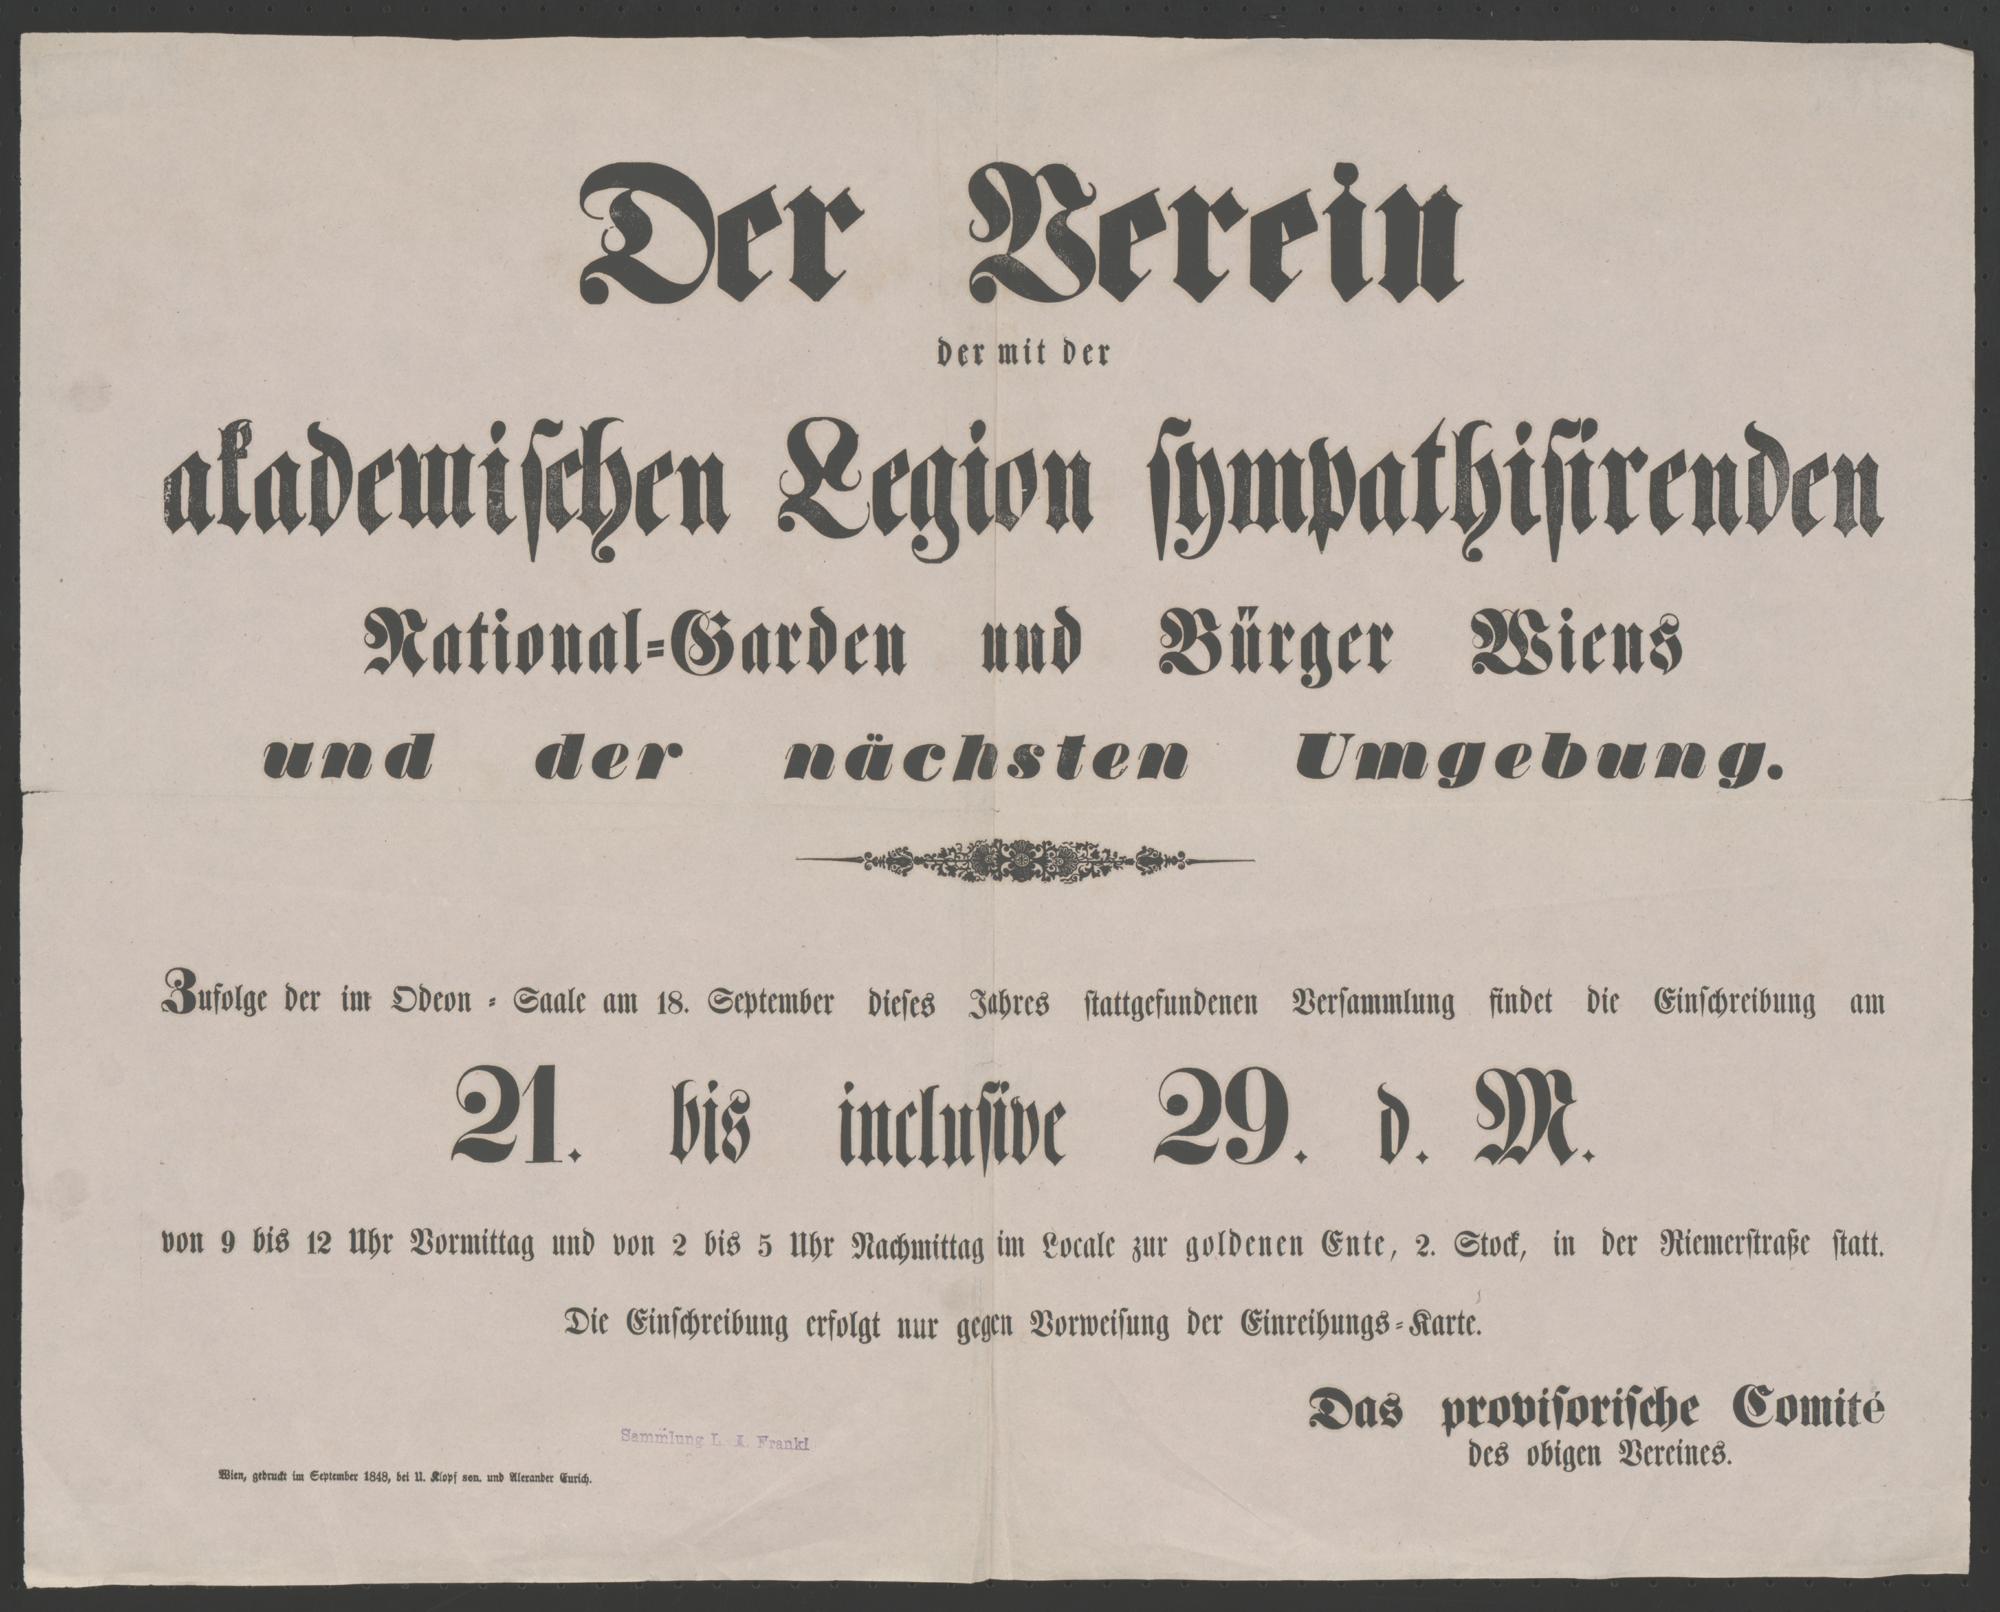 Der Verein
der mit der
akademischen Legion sympathisirenden
National-Garden und Bürger Wiens
und der nächsten Umgebung.
Zufolge der im Odeon-Saale am 18. September dieses Jahres stattgefundenen Versammlung findet die Einschreibung am
21. bis inclusive 29. d. M.
von 9 bis 12 Uhr Vormittag und von 2 bis 5 Uhr Nachmittag im Locale zur goldenen Ente, 2. Stock, in der Riemerstraße statt.
Die Einschreibung erfolgt nur gegen Vorweisung der Einreihungs-Karte.
Das provisorische Comité
des obigen Vereines.
Sammlung L. A. Frankl
Wien, gedruckt im September 1848, bei U. Klopf sen. und Alexander Eurich.